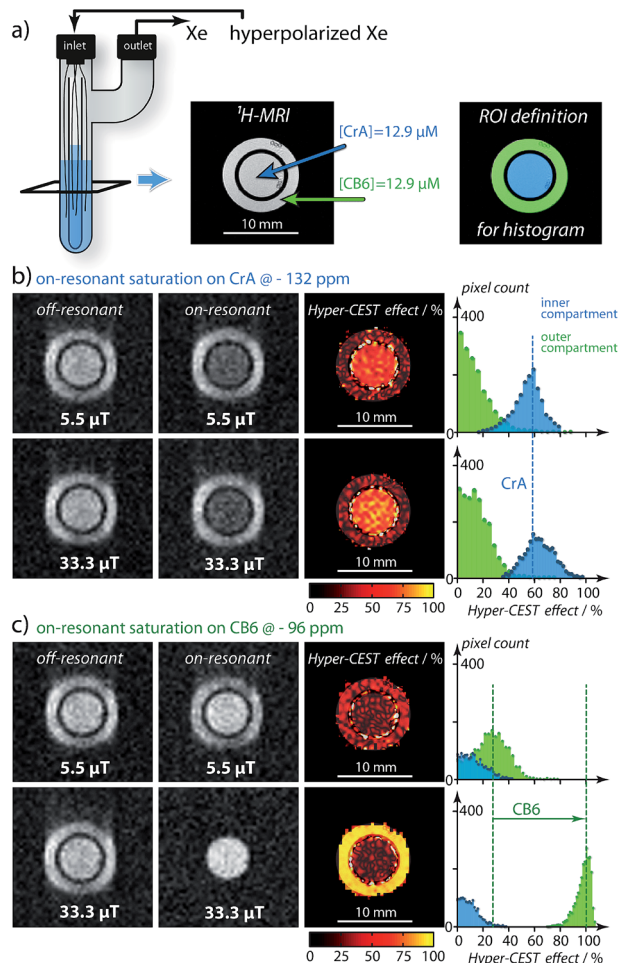 a)
Xe
hyperpolarized Xe
inlet
outlet
¹H-MRI
[CrA]=12.9 µM
[CB6]=12.9 µM
10 mm
ROI definition
for histogram
b) on-resonant saturation on CrA @ - 132 ppm
off-resonant
on-resonant
Hyper-CEST effect / %
pixel count
5.5 µT
5.5 µT
10 mm
400
0
inner
compartment
outer
compartment
33.3 µT
33.3 µT
10 mm
400
CrA
0
0 25 50 75 100
0 20 40 60 80 100
Hyper-CEST effect / %
c) on-resonant saturation on CB6 @ - 96 ppm
off-resonant
on-resonant
Hyper-CEST effect / %
pixel count
5.5 µT
5.5 µT
10 mm
400
0
33.3 µT
33.3 µT
10 mm
400
CB6
0
0 25 50 75 100
0 20 40 60 80 100
Hyper-CEST effect / %